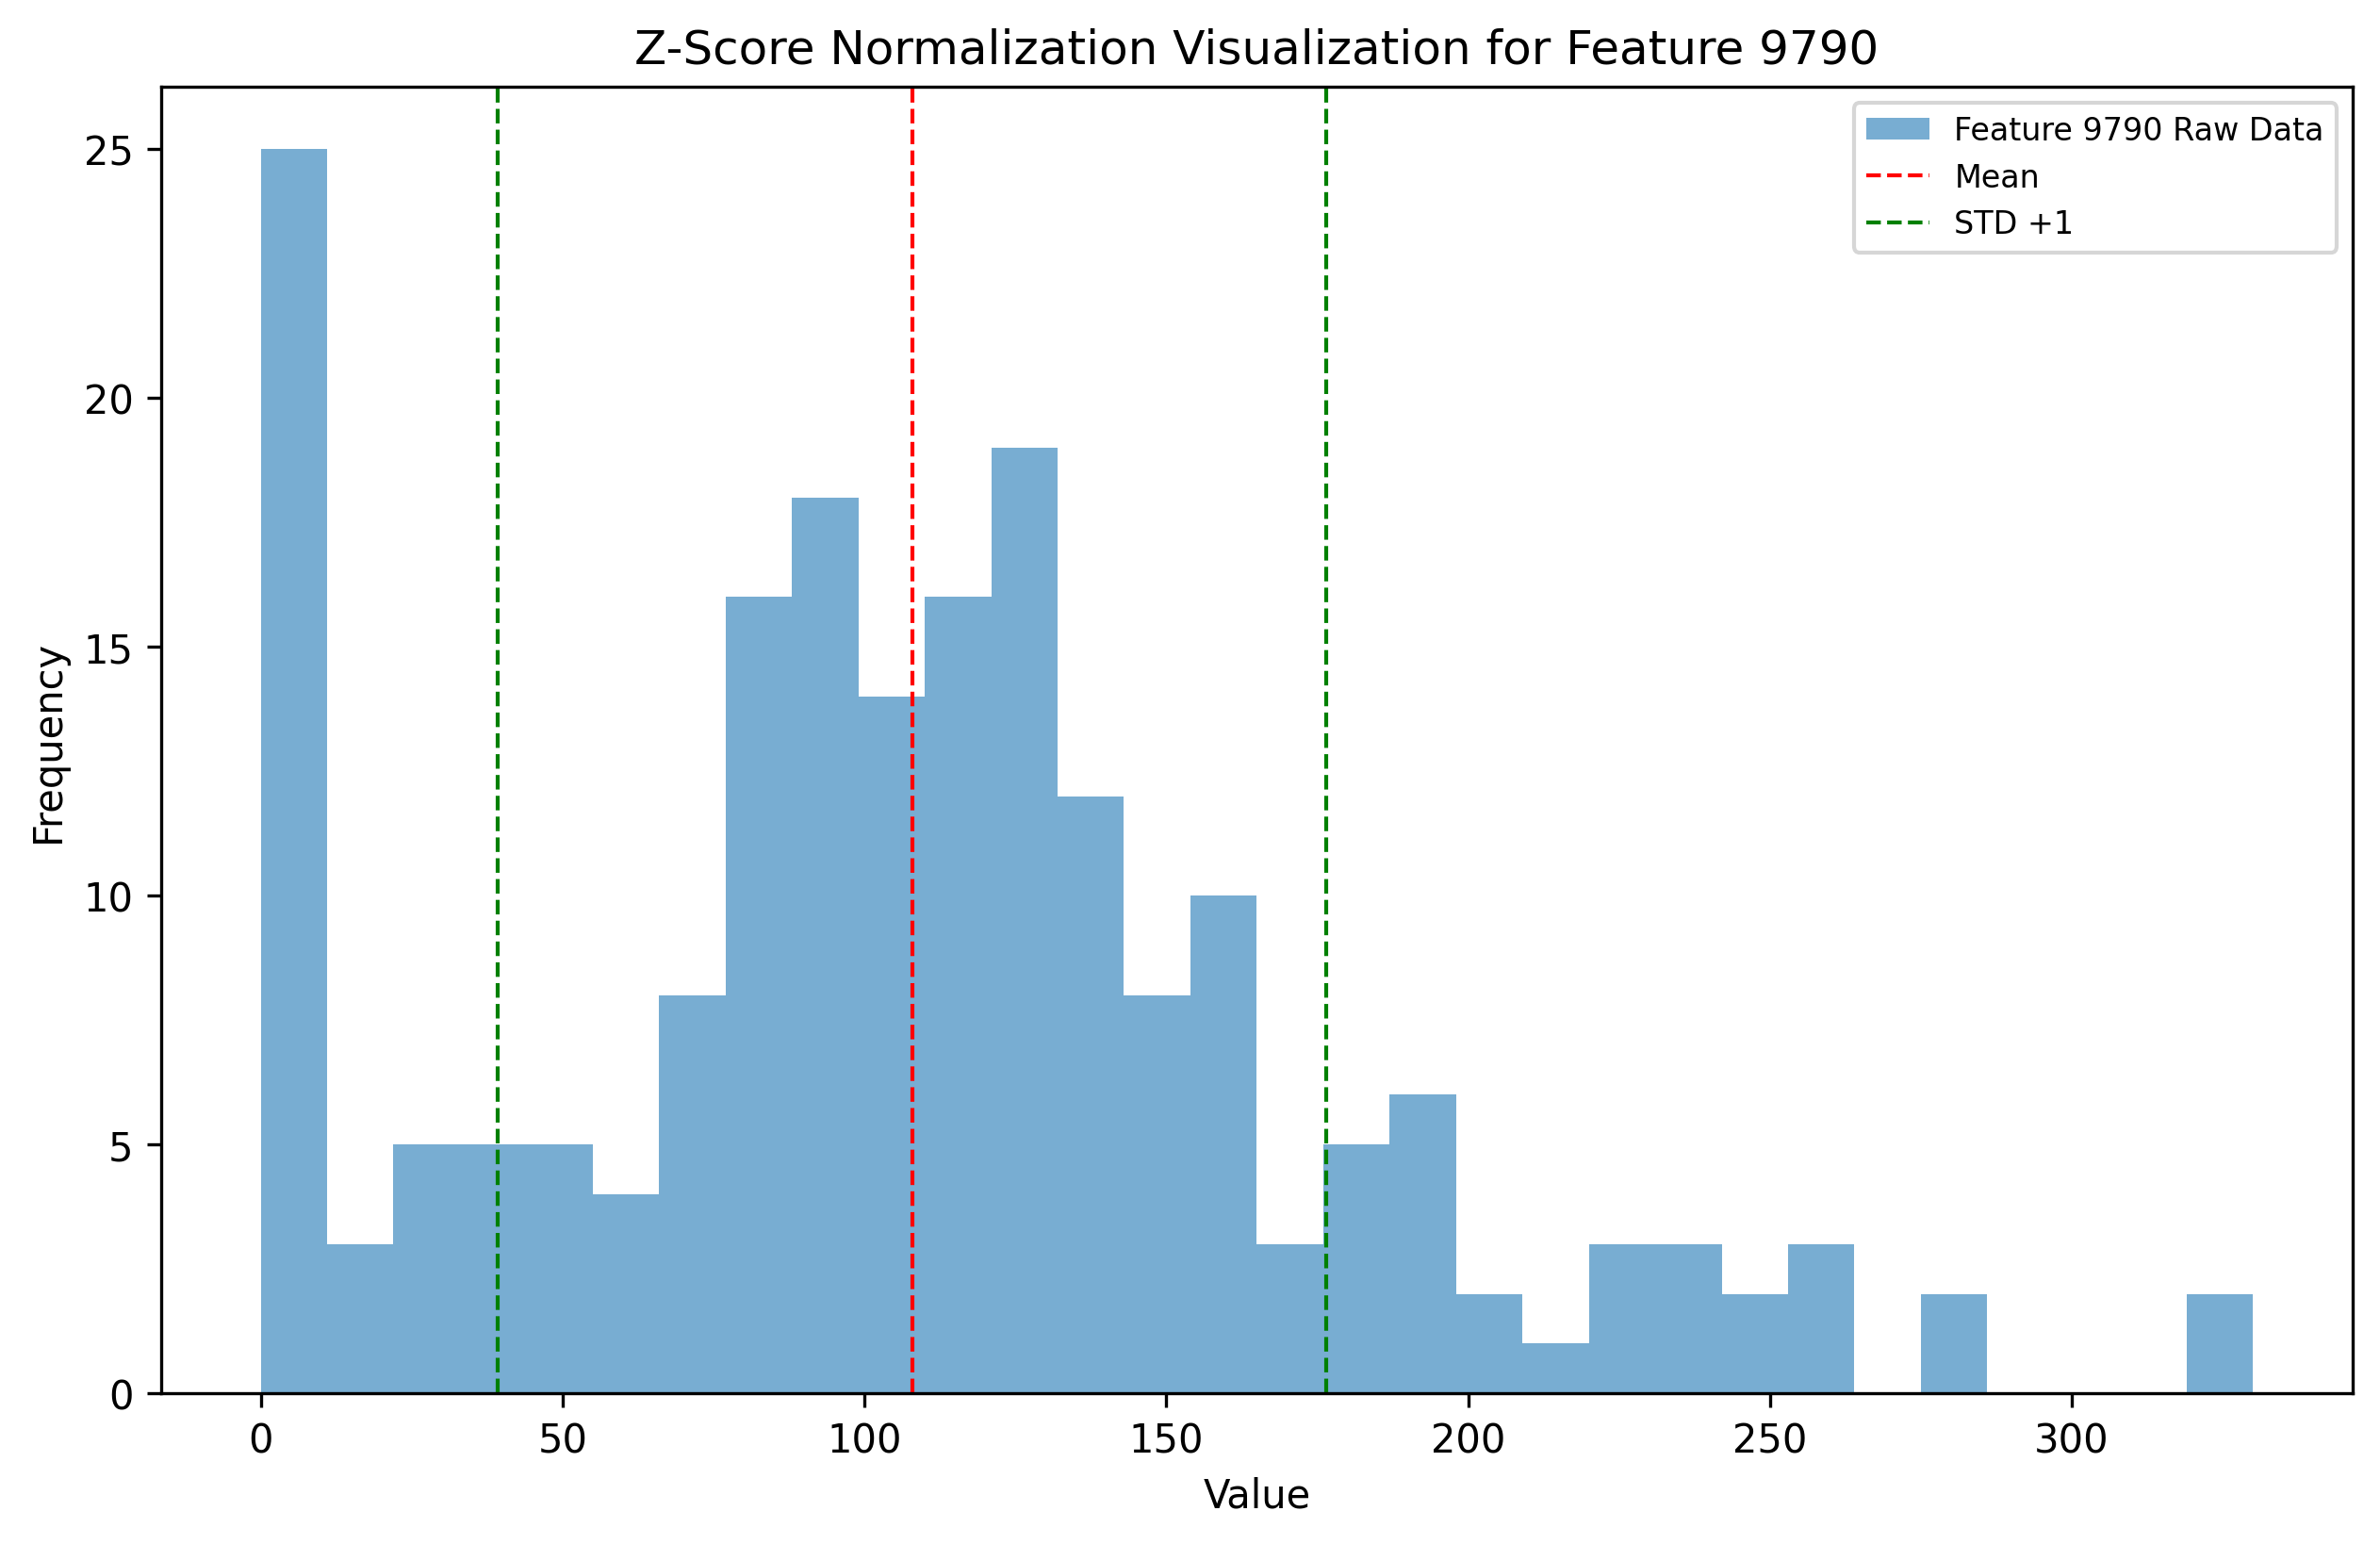 Z-Score Normalization Visualization for Feature 9790
Feature 9790 Raw Data
Mean
STD +1
25
20
15
10
5
0
Frequency
0 50 100 150 200 250 300
Value